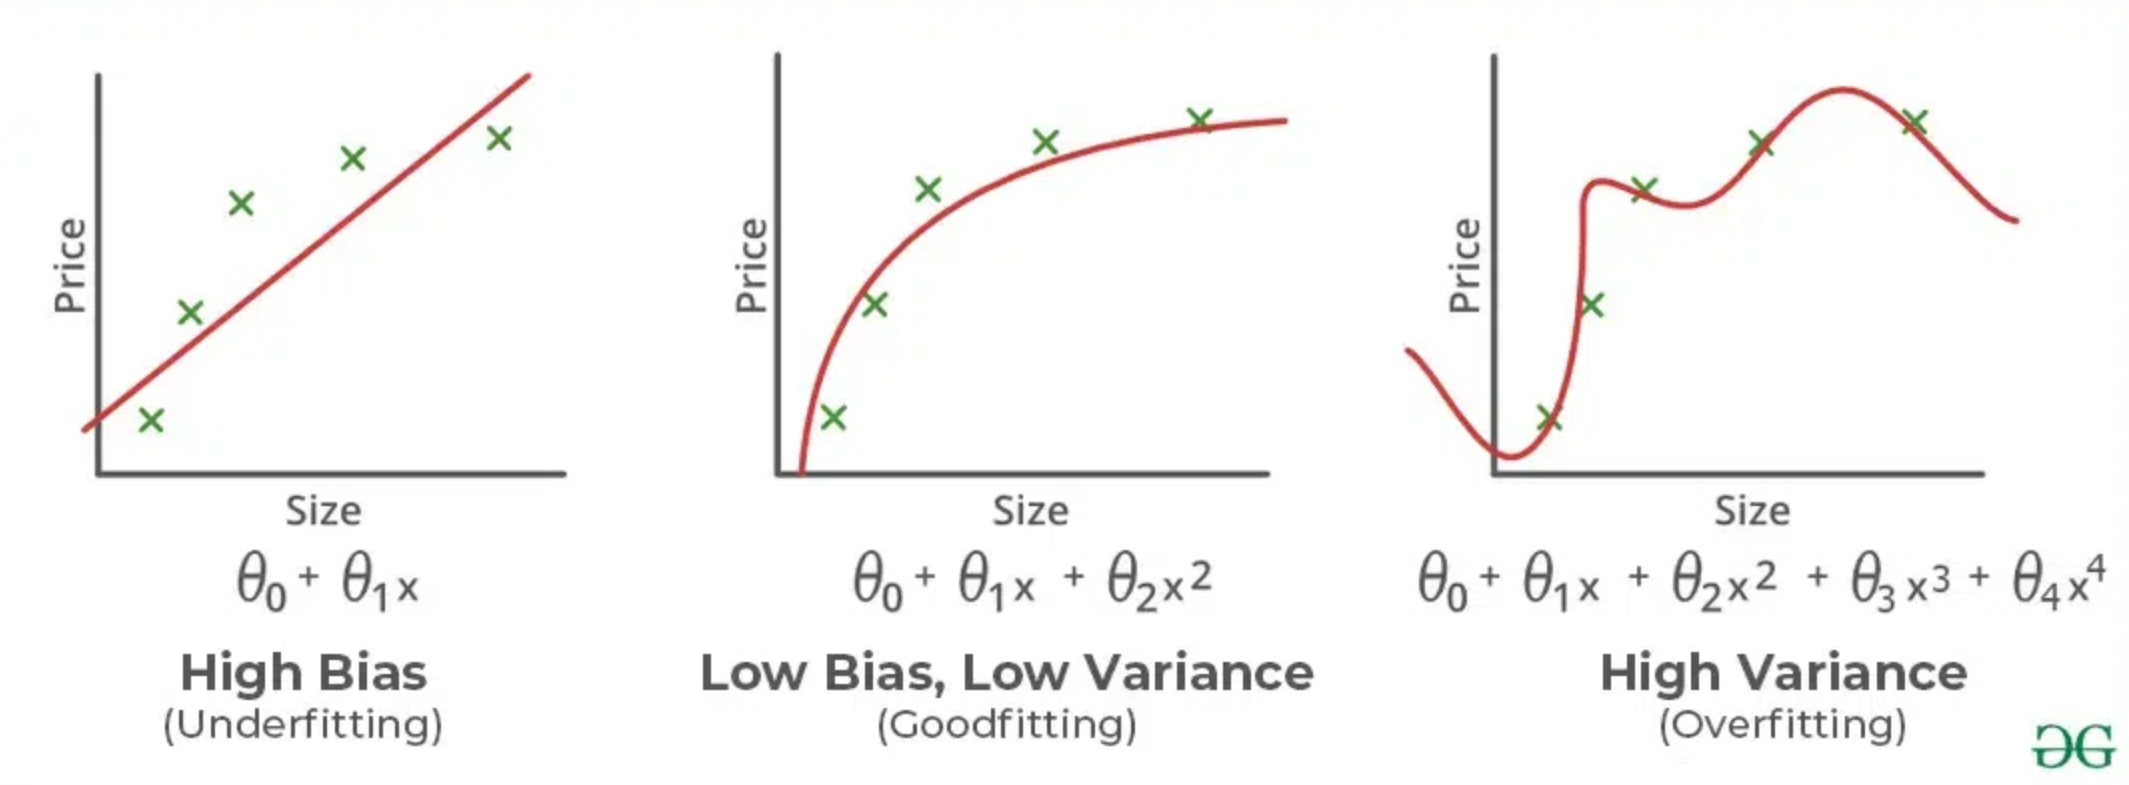 Price
Size
θ0 + θ1x
High Bias
(Underfitting)
Price
Size
θ0 + θ1x + θ2x2
Low Bias, Low Variance
(Goodfitting)
Price
Size
θ0 + θ1x + θ2x2 + θ3x3 + θ4x4
High Variance
(Overfitting)